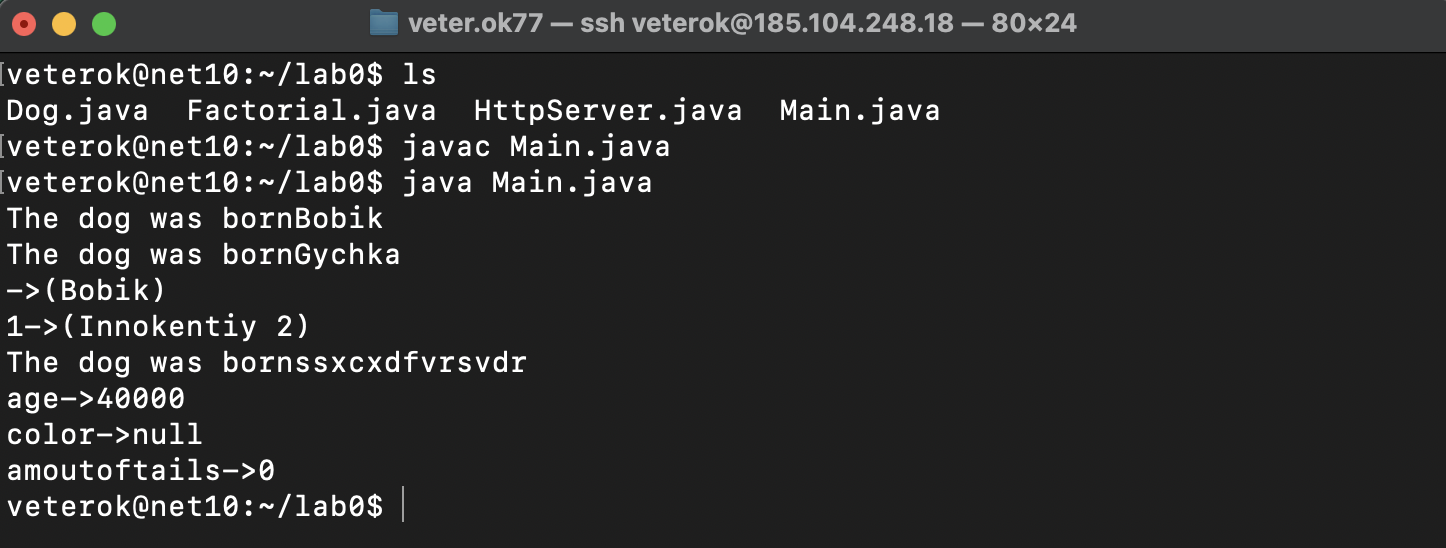 veter.ok77 — ssh veterok@185.104.248.18 — 80×24
[veterok@net10:~/lab0$ ls
Dog.java  Factorial.java  HttpServer.java  Main.java
[veterok@net10:~/lab0$ javac Main.java
[veterok@net10:~/lab0$ java Main.java
The dog was bornBobik
The dog was bornGychka
->(Bobik)
1->(Innokentiy 2)
The dog was bornssxcxdfvrsvdr
age->40000
color->null
amoutoftails->0
veterok@net10:~/lab0$